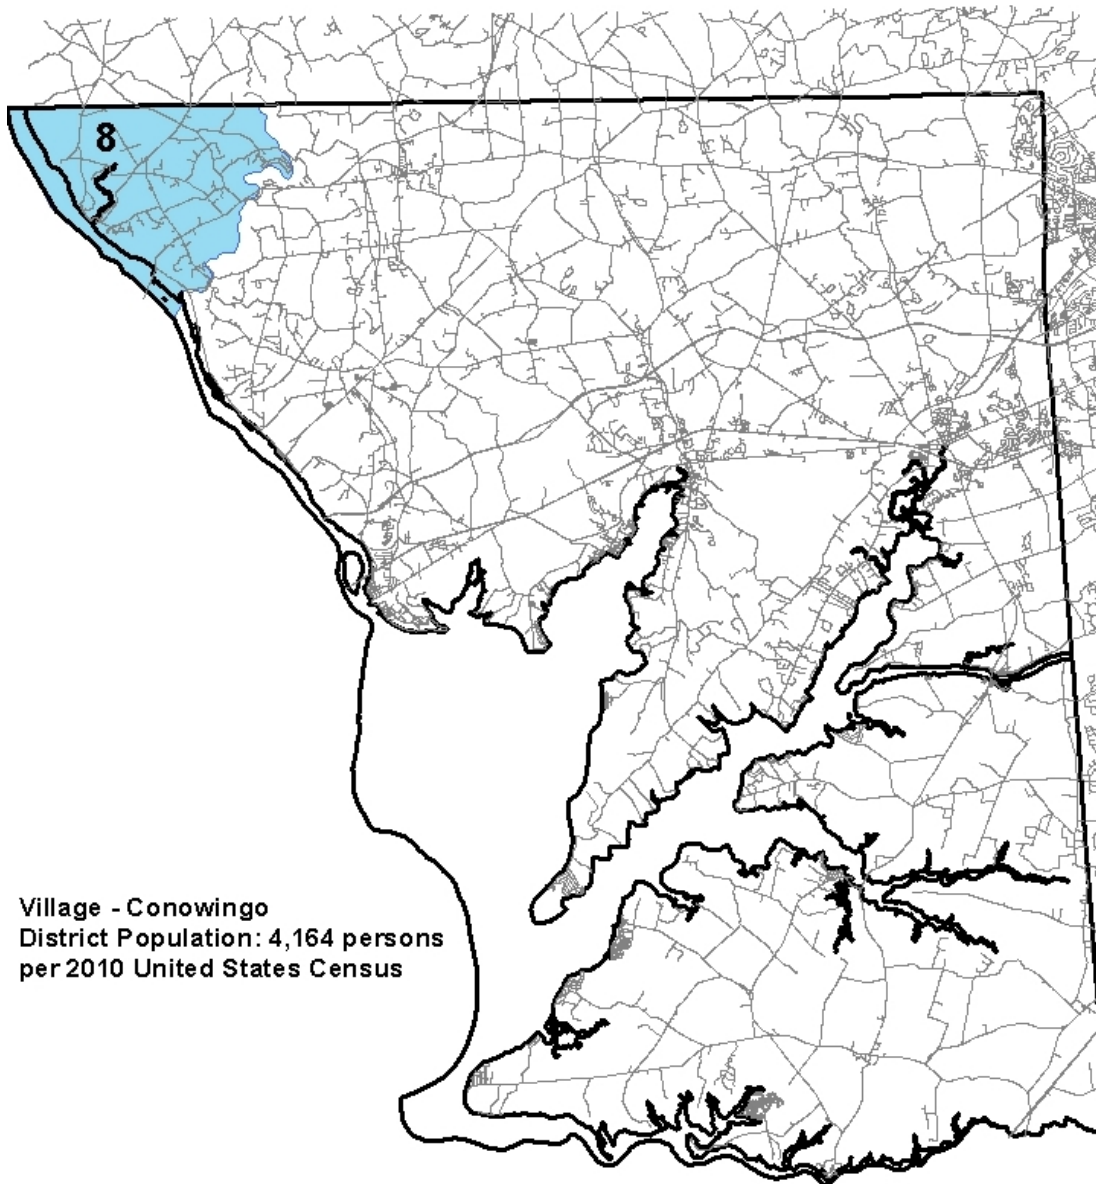 8
Village - Conowingo
District Population: 4,164 persons
per 2010 United States Census